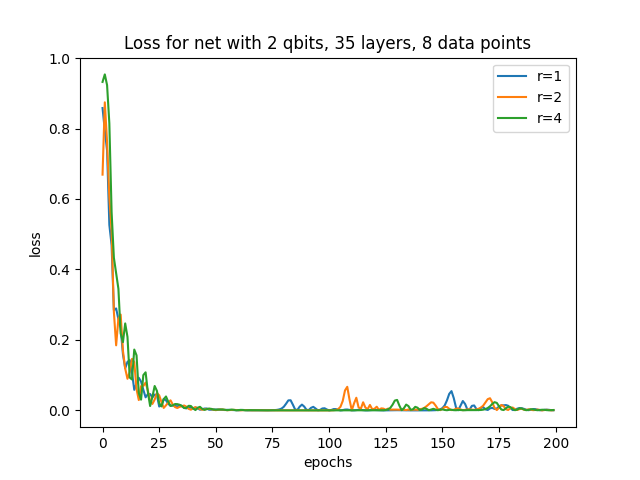 Loss for net with 2 qbits, 35 layers, 8 data points
r=1
r=2
r=4
1.0
0.8
0.6
0.4
0.2
0.0
loss
0 25 50 75 100 125 150 175 200
epochs